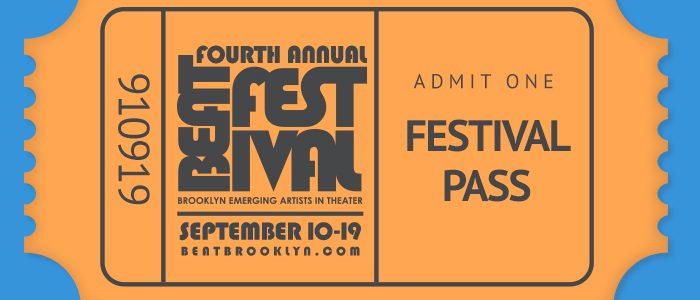 910919
FOURTH ANNUAL
BEAT
FEST
IVAL
BROOKLYN EMERGING ARTISTS IN THEATER
SEPTEMBER 10-19
BEATBROOKLYN.COM
ADMIT ONE
FESTIVAL
PASS